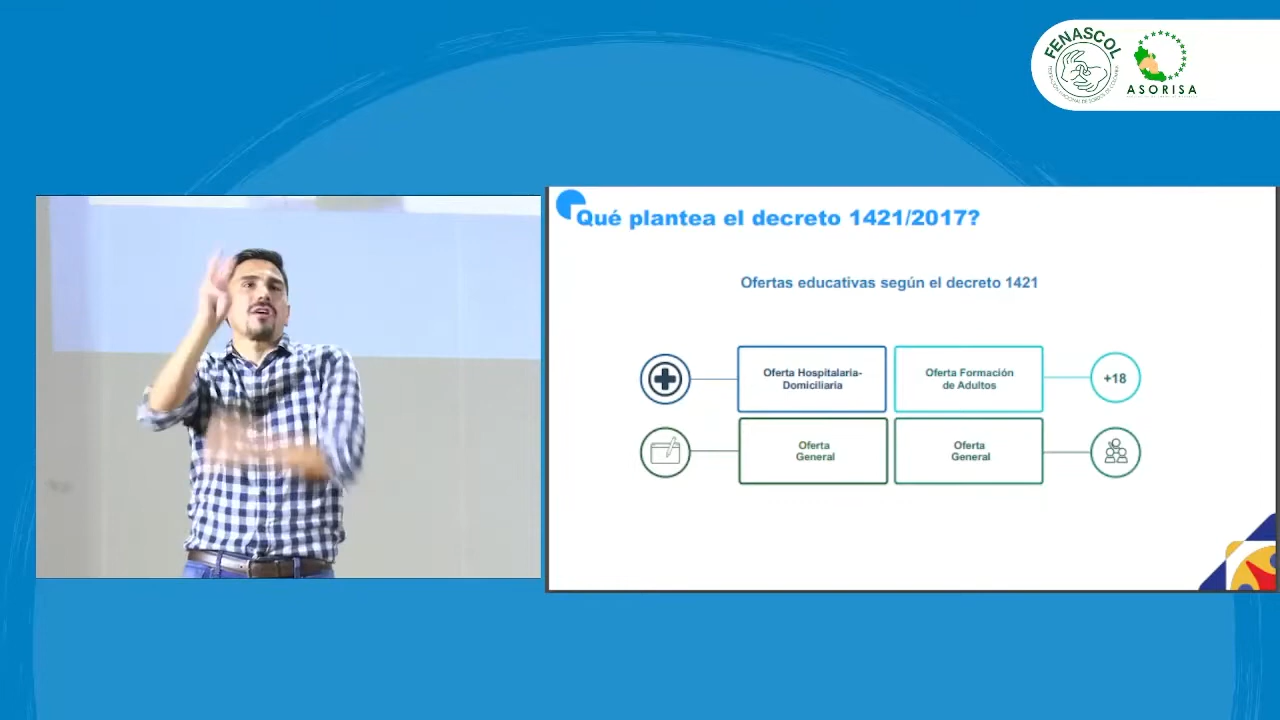 FENASCOL
ASORISA
Qué plantea el decreto 1421/2017?
Ofertas educativas según el decreto 1421
Oferta Hospitalaria-
Domiciliaria
Oferta Formación
de Adultos
+18
Oferta
General
Oferta
General